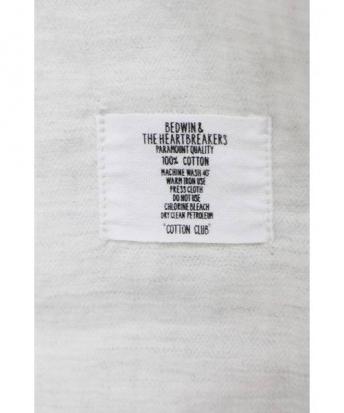 BEDWIN &
THE HEARTBREAKERS
PARAMOUNT QUALITY
100% COTTON
MACHINE WASH 40°
WARM IRON USE
PRESS CLOTH
DO NOT USE
CHLORINE BLEACH
DRY CLEAN PETROLEUM
"COTTON CLUB"